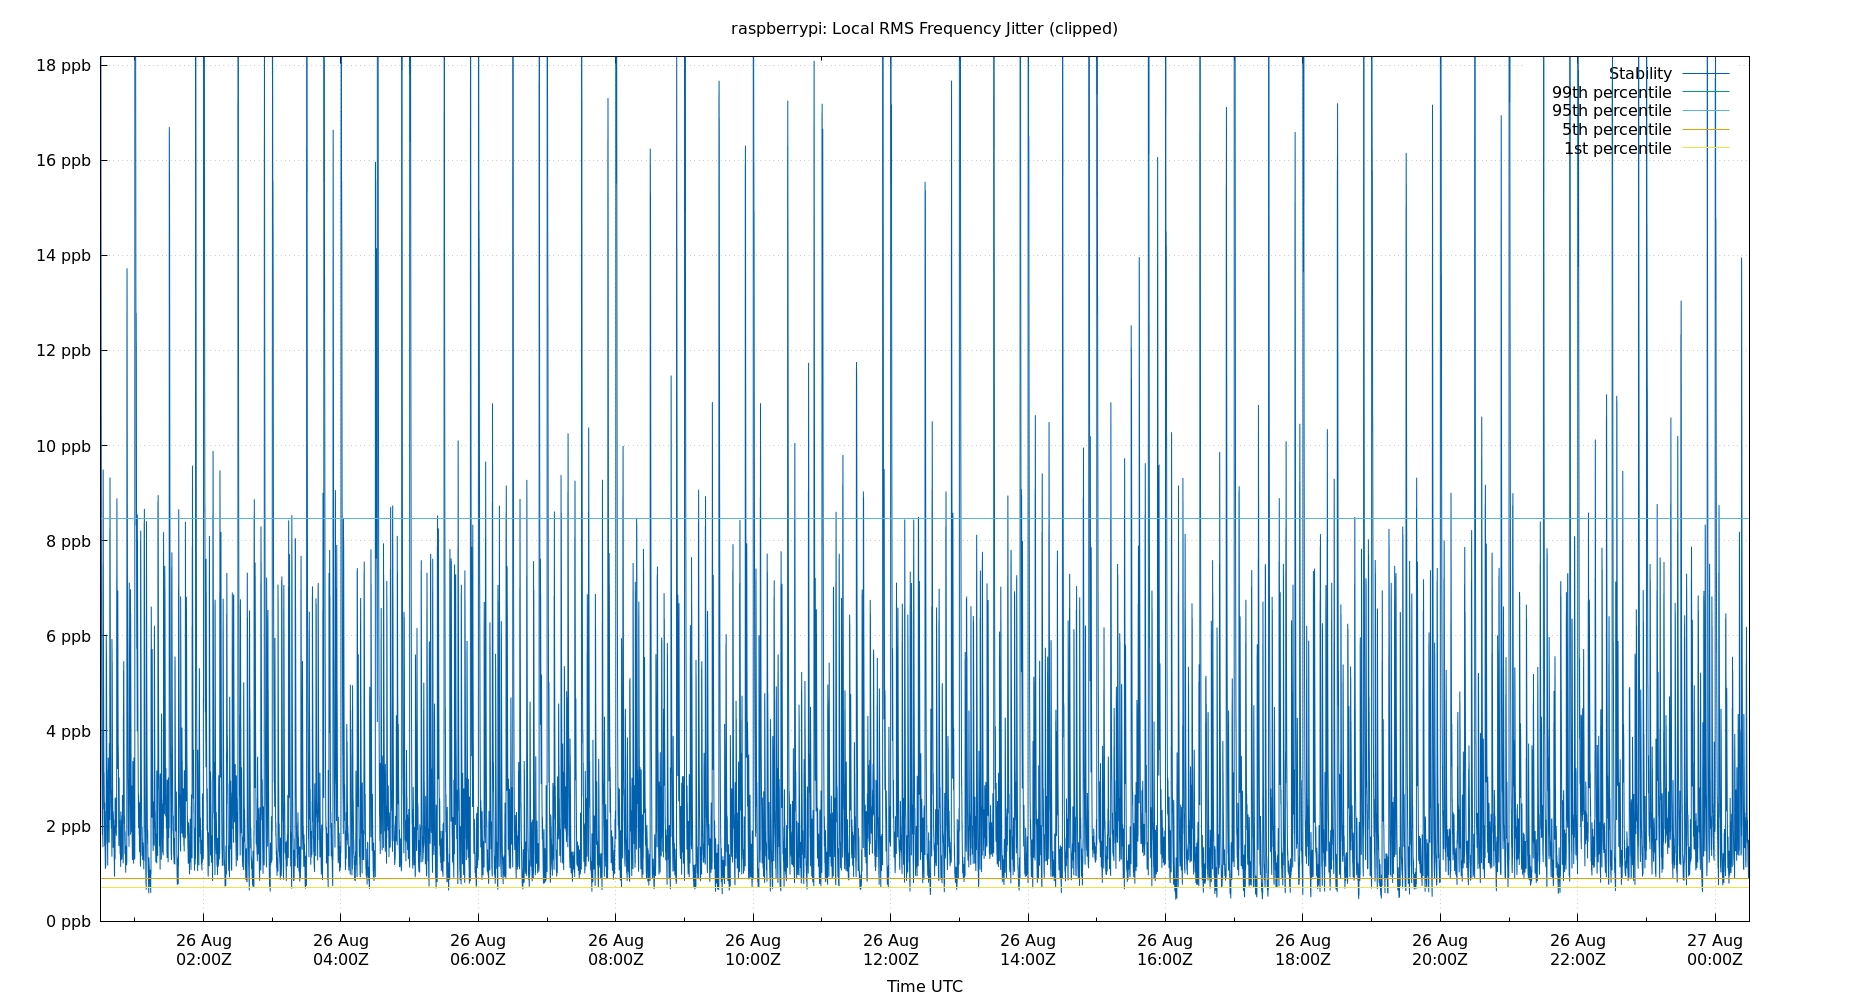 raspberrypi: Local RMS Frequency Jitter (clipped)
18 ppb
16 ppb
14 ppb
12 ppb
10 ppb
8 ppb
6 ppb
4 ppb
2 ppb
0 ppb
Stability
99th percentile
95th percentile
5th percentile
1st percentile
26 Aug 26 Aug 26 Aug 26 Aug 26 Aug 26 Aug 26 Aug 26 Aug 26 Aug 26 Aug 26 Aug 27 Aug
02:00Z 04:00Z 06:00Z 08:00Z 10:00Z 12:00Z 14:00Z 16:00Z 18:00Z 20:00Z 22:00Z 00:00Z
Time UTC